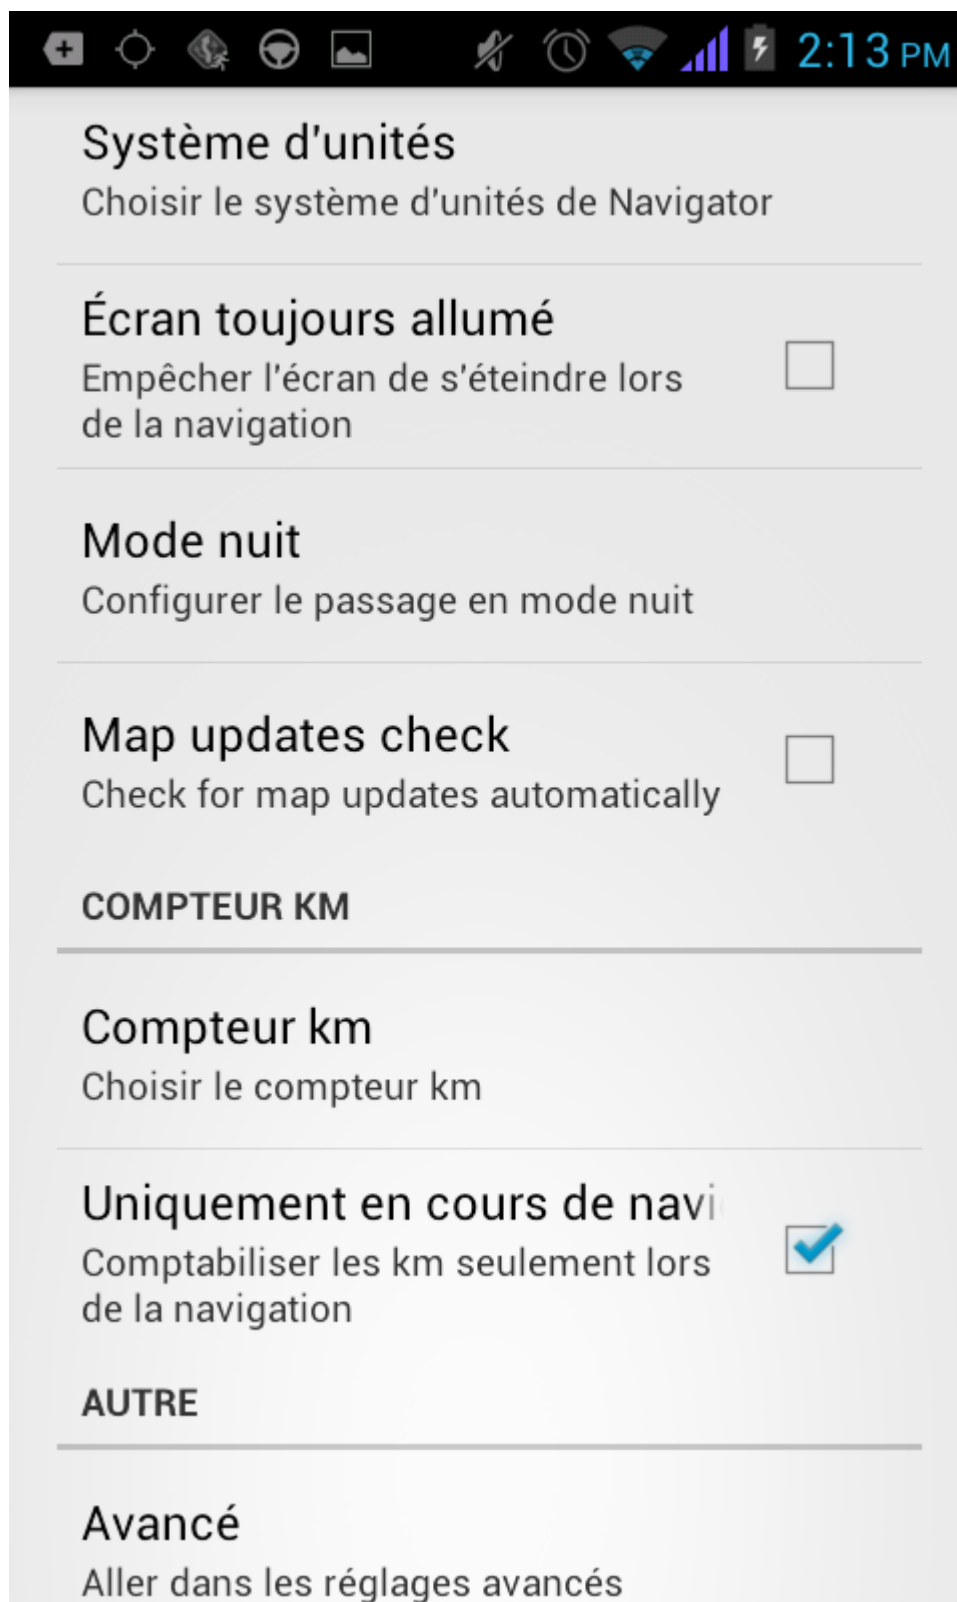 2:13 PM
Système d'unités
Choisir le système d'unités de Navigator
Écran toujours allumé
Empêcher l'écran de s'éteindre lors
de la navigation
Mode nuit
Configurer le passage en mode nuit
Map updates check
Check for map updates automatically
COMPTEUR KM
Compteur km
Choisir le compteur km
Uniquement en cours de navi
Comptabiliser les km seulement lors
de la navigation
AUTRE
Avancé
Aller dans les réglages avancés